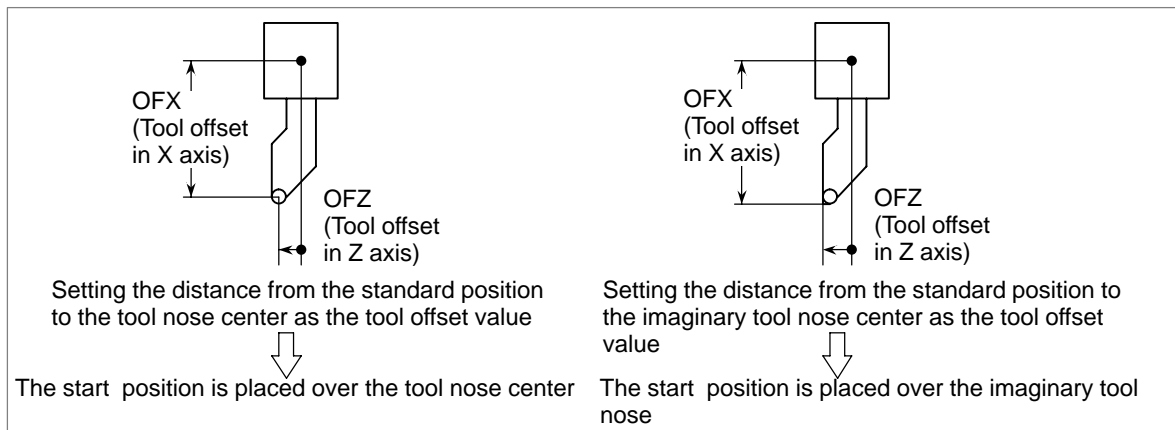 OFX
(Tool offset
in X axis)
OFZ
(Tool offset
in Z axis)
Setting the distance from the standard position
to the tool nose center as the tool offset value
The start position is placed over the tool nose center
OFX
(Tool offset
in X axis)
OFZ
(Tool offset
in Z axis)
Setting the distance from the standard position to
the imaginary tool nose center as the tool offset
value
The start position is placed over the imaginary tool
nose